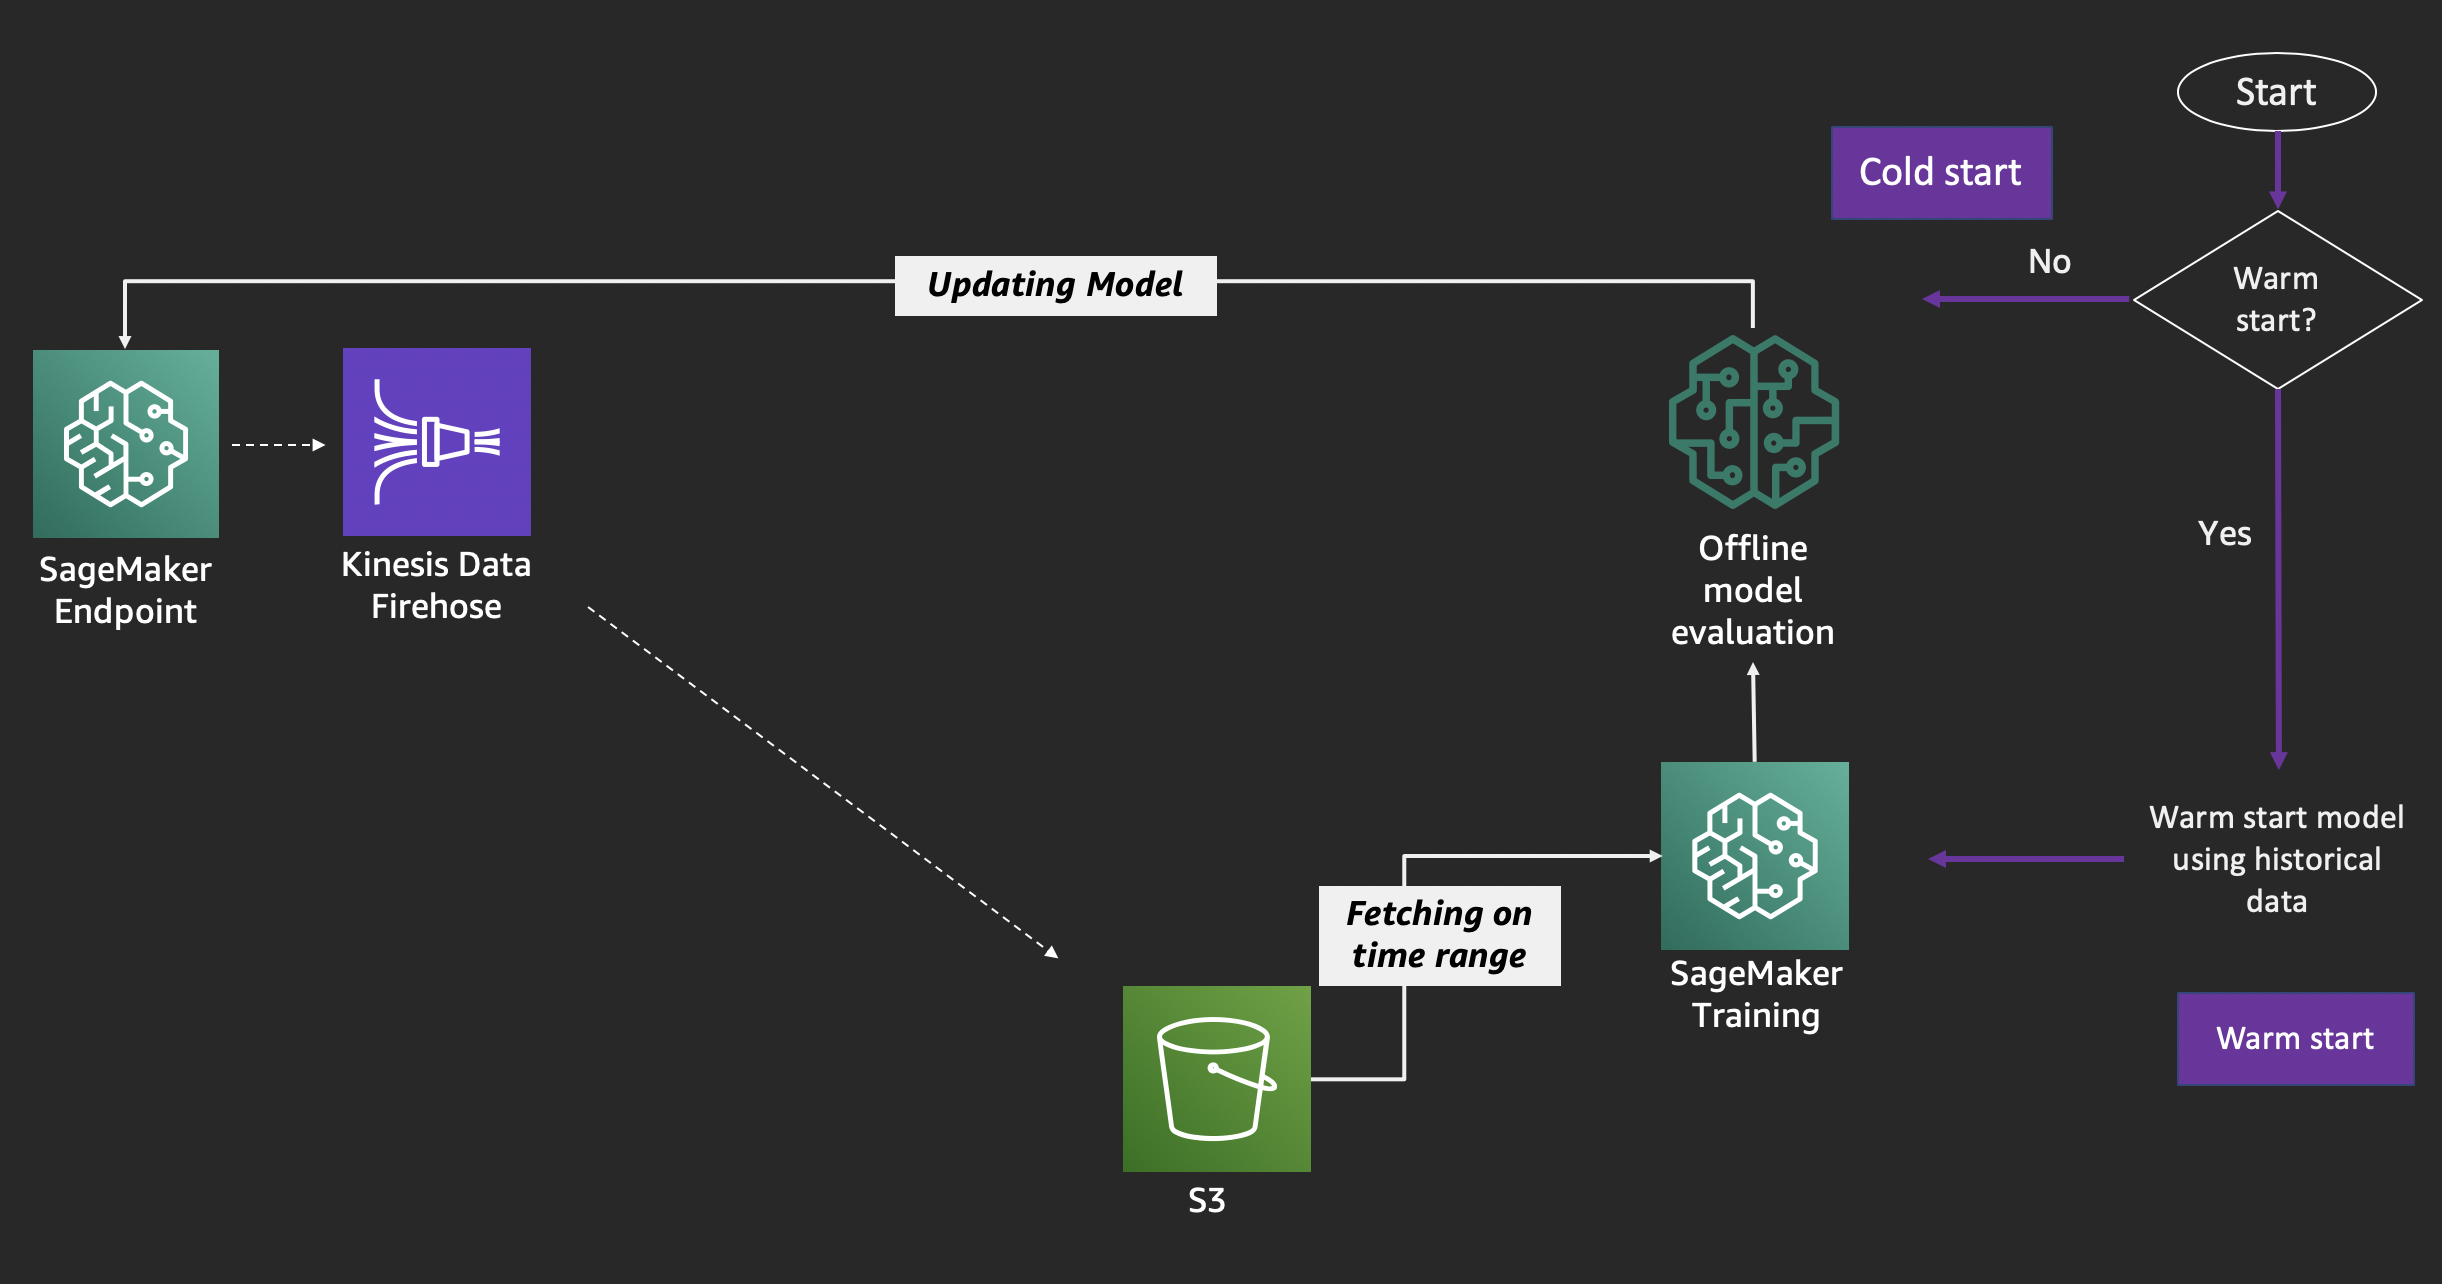 Start
Cold start
No
Warm
start?
Updating Model
SageMaker
Endpoint
Kinesis Data
Firehose
Offline
model
evaluation
Yes
Warm start model
using historical
data
Fetching on
time range
SageMaker
Training
Warm start
S3